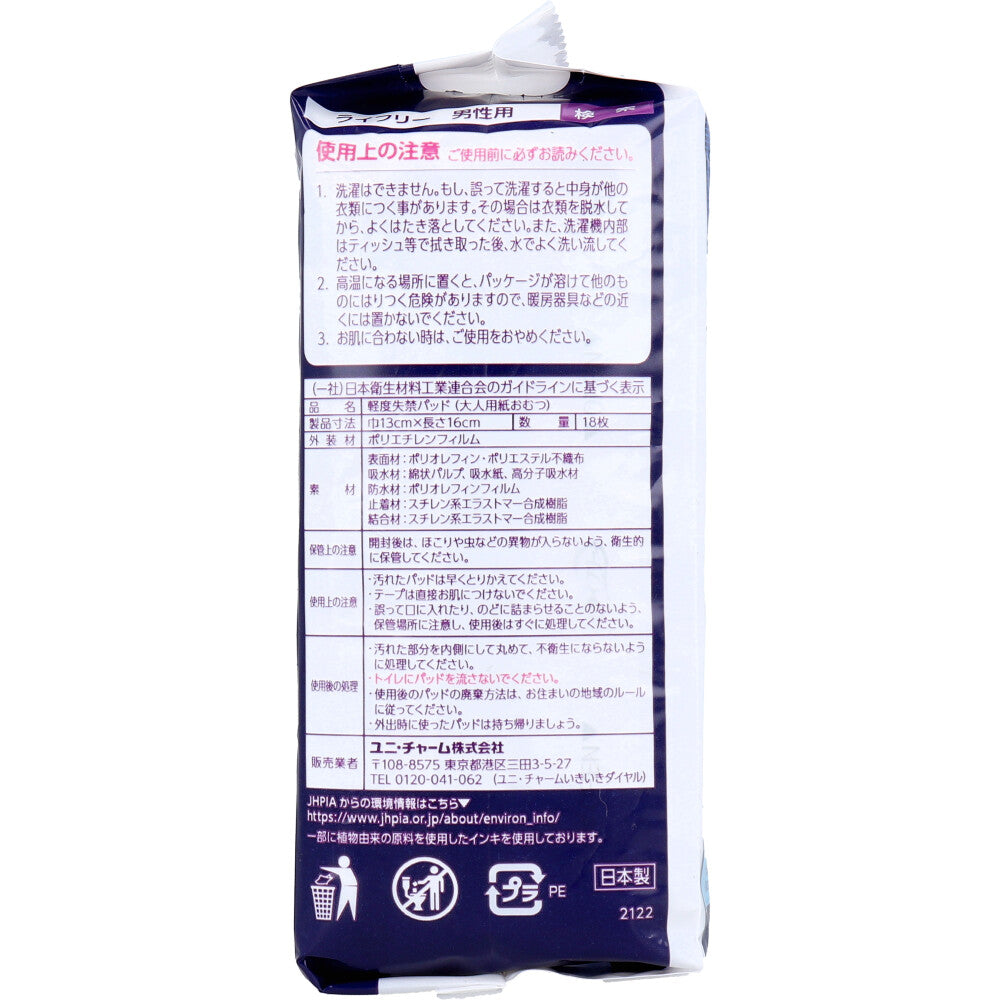 ライフリー 男性用 検索
使用上の注意 ご使用前に必ずお読みください。
1. 洗濯はできません。もし、誤って洗濯すると中身が他の
衣類につく事があります。その場合は衣類を脱水して
から、よくはたき落としてください。また、洗濯機内部
はティッシュ等で拭き取った後、水でよく洗い流してく
ださい。
2. 高温になる場所に置くと、パッケージが溶けて他のも
のにはりつく危険がありますので、暖房器具などの近
くには置かないでください。
3. お肌に合わない時は、ご使用をおやめください。
(一社)日本衛生材料工業連合会のガイドラインに基づく表示
品名 軽度失禁パッド(大人用紙おむつ)
製品寸法 巾13cm×長さ16cm 数量 18枚
外装材 ポリエチレンフィルム
素材 表面材:ポリオレフィン・ポリエステル不織布
吸水材:綿状パルプ、吸水紙、高分子吸水材
防水材:ポリオレフィンフィルム
止着材:スチレン系エラストマー合成樹脂
結合材:スチレン系エラストマー合成樹脂
保管上の注意 開封後は、ほこりや虫などの異物が入らないよう、衛生的
に保管してください。
使用上の注意 ・汚れたパッドは早くとりかえてください。
・テープは直接お肌につけないでください。
・誤って口に入れたり、のどに詰まらせることのないよう、
保管場所に注意し、使用後はすぐに処理してください。
使用後の処理 ・汚れた部分を内側にして丸めて、不衛生にならないよう
に処理してください。
・トイレにパッドを流さないでください。
・使用後のパッドの廃棄方法は、お住まいの地域のルール
に従ってください。
・外出時に使ったパッドは持ち帰りましょう。
販売業者 ユニ・チャーム株式会社
〒108-8575 東京都港区三田3-5-27
TEL 0120-041-062 (ユニ・チャームいきいきダイヤル)
JHPIA からの環境情報はこちら▼
https://www.jhpia.or.jp/about/environ_info/
一部に植物由来の原料を使用したインキを使用しております。
プラ PE 日本製
2122